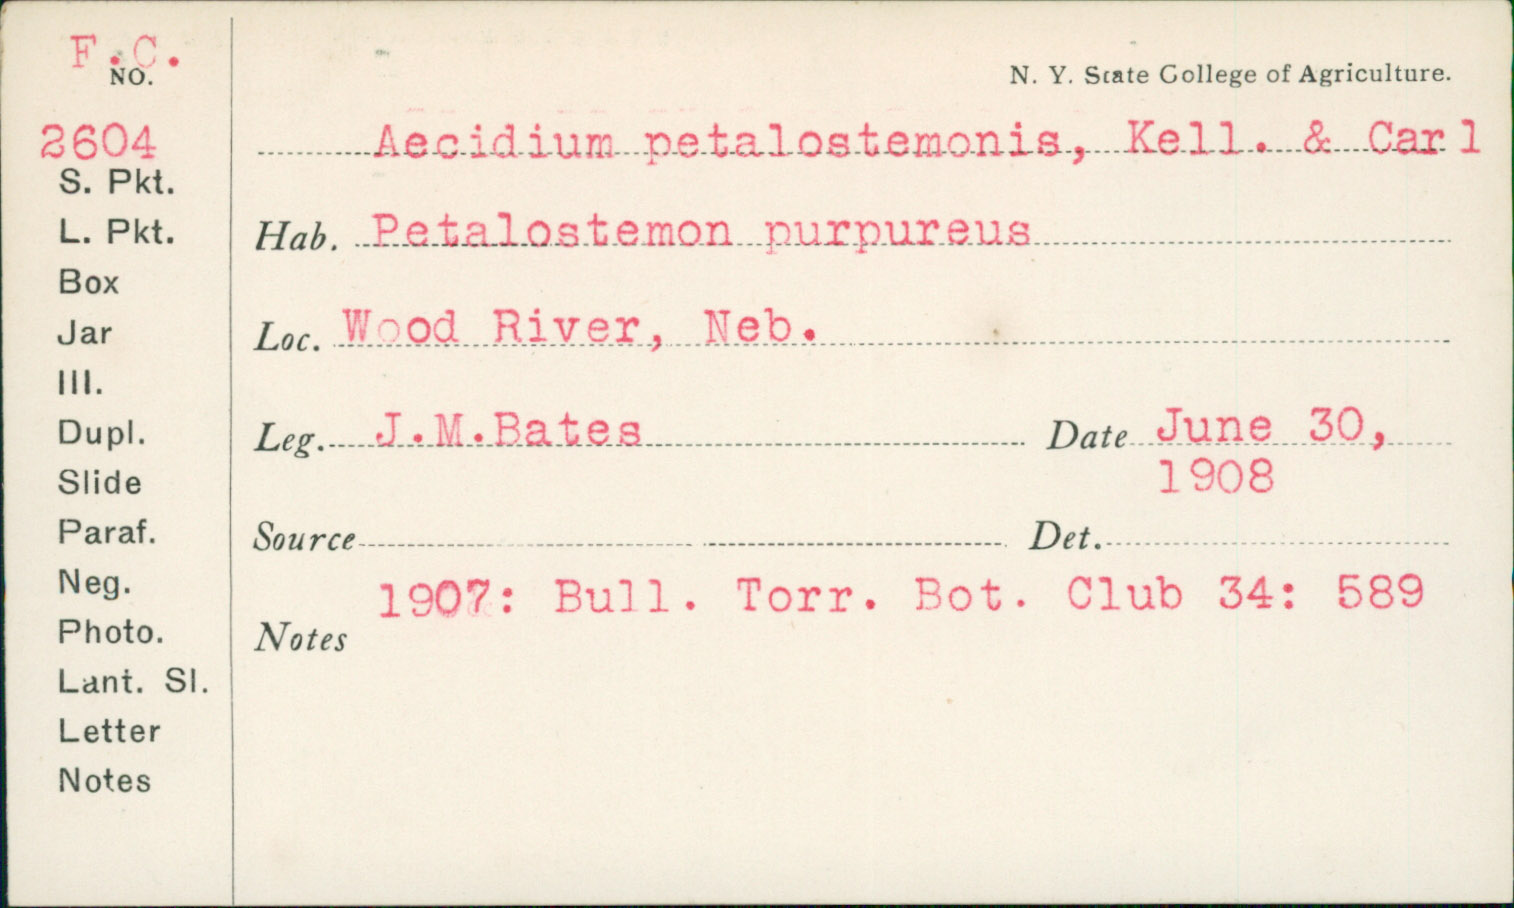 F.C.
NO.
N. Y. State College of Agriculture.
2604
Aecidium petalostemonis, Kell. & Carl
S. Pkt.
L. Pkt.
Hab. Petalostemon purpureus
Box
Jar
Loc. Wood River, Neb.
Ill.
Dupl.
Leg. J.M.Bates Date June 30,
1908
Slide
Paraf.
Source Det.
Neg.
1907: Bull. Torr. Bot. Club 34: 589
Photo.
Notes
Lant. Sl.
Letter
Notes